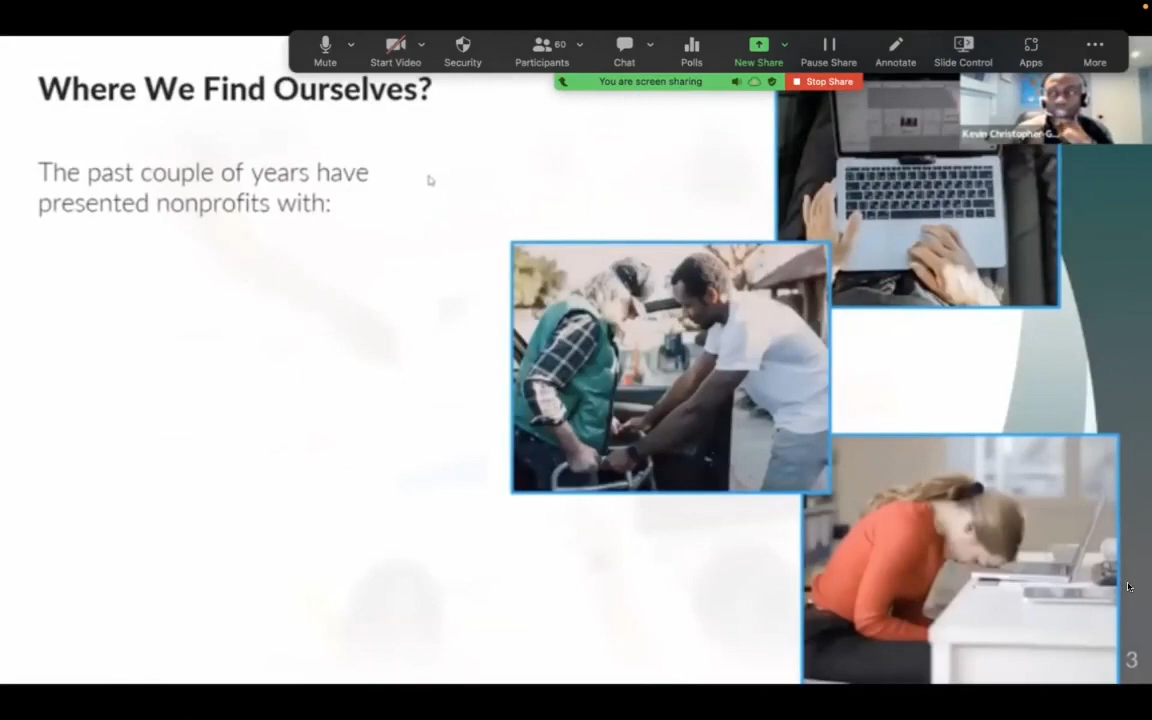 Mute
Start Video
Security
Participants
60
Chat
Polls
New Share
Pause Share
Annotate
Slide Control
Apps
More
You are screen sharing
Stop Share
Where We Find Ourselves?
Kevin Christopher-G...
The past couple of years have
presented nonprofits with:
3